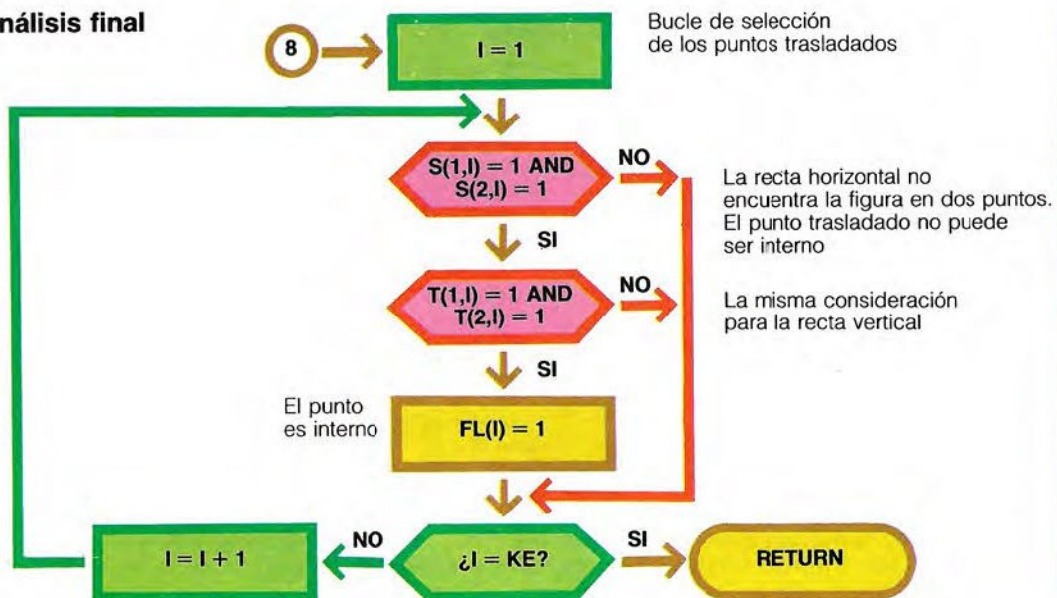 nálisis final
8
I = 1
Bucle de selección
de los puntos trasladados
S(1,I) = 1 AND
S(2,I) = 1
NO
La recta horizontal no
encuentra la figura en dos puntos.
El punto trasladado no puede
ser interno
SI
T(1,I) = 1 AND
T(2,I) = 1
NO
La misma consideración
para la recta vertical
SI
El punto
es interno
FL(I) = 1
I = I + 1
NO
¿I = KE?
SI
RETURN